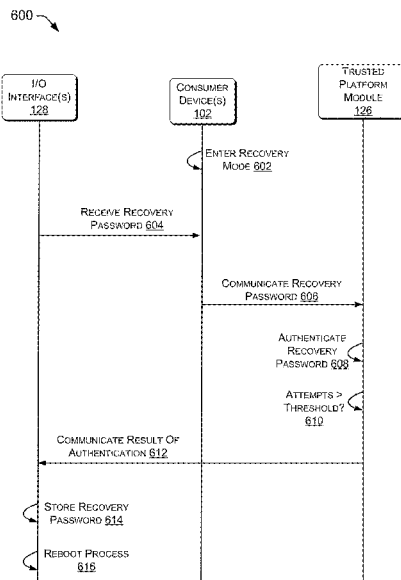 600
I/O
INTERFACE(S)
128
CONSUMER
DEVICE(S)
102
TRUSTED
PLATFORM
MODULE
126
ENTER RECOVERY
MODE 602
RECEIVE RECOVERY
PASSWORD 604
COMMUNICATE RECOVERY
PASSWORD 606
AUTHENTICATE
RECOVERY
PASSWORD 608
ATTEMPTS >
THRESHOLD?
610
COMMUNICATE RESULT OF
AUTHENTICATION 612
STORE RECOVERY
PASSWORD 614
REBOOT PROCESS
616